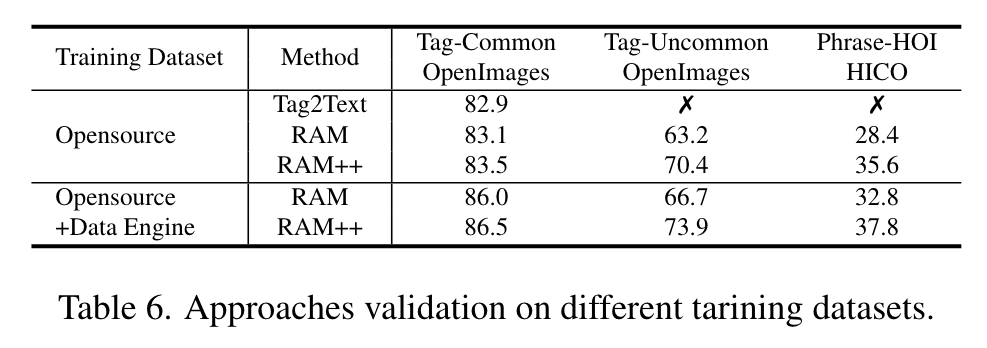 Training Dataset Method Tag-Common OpenImages Tag-Uncommon OpenImages Phrase-HOI HICO
Tag2Text 82.9 ✗ ✗
Opensource RAM 83.1 63.2 28.4
RAM++ 83.5 70.4 35.6
Opensource RAM 86.0 66.7 32.8
+Data Engine RAM++ 86.5 73.9 37.8
Table 6. Approaches validation on different tarining datasets.